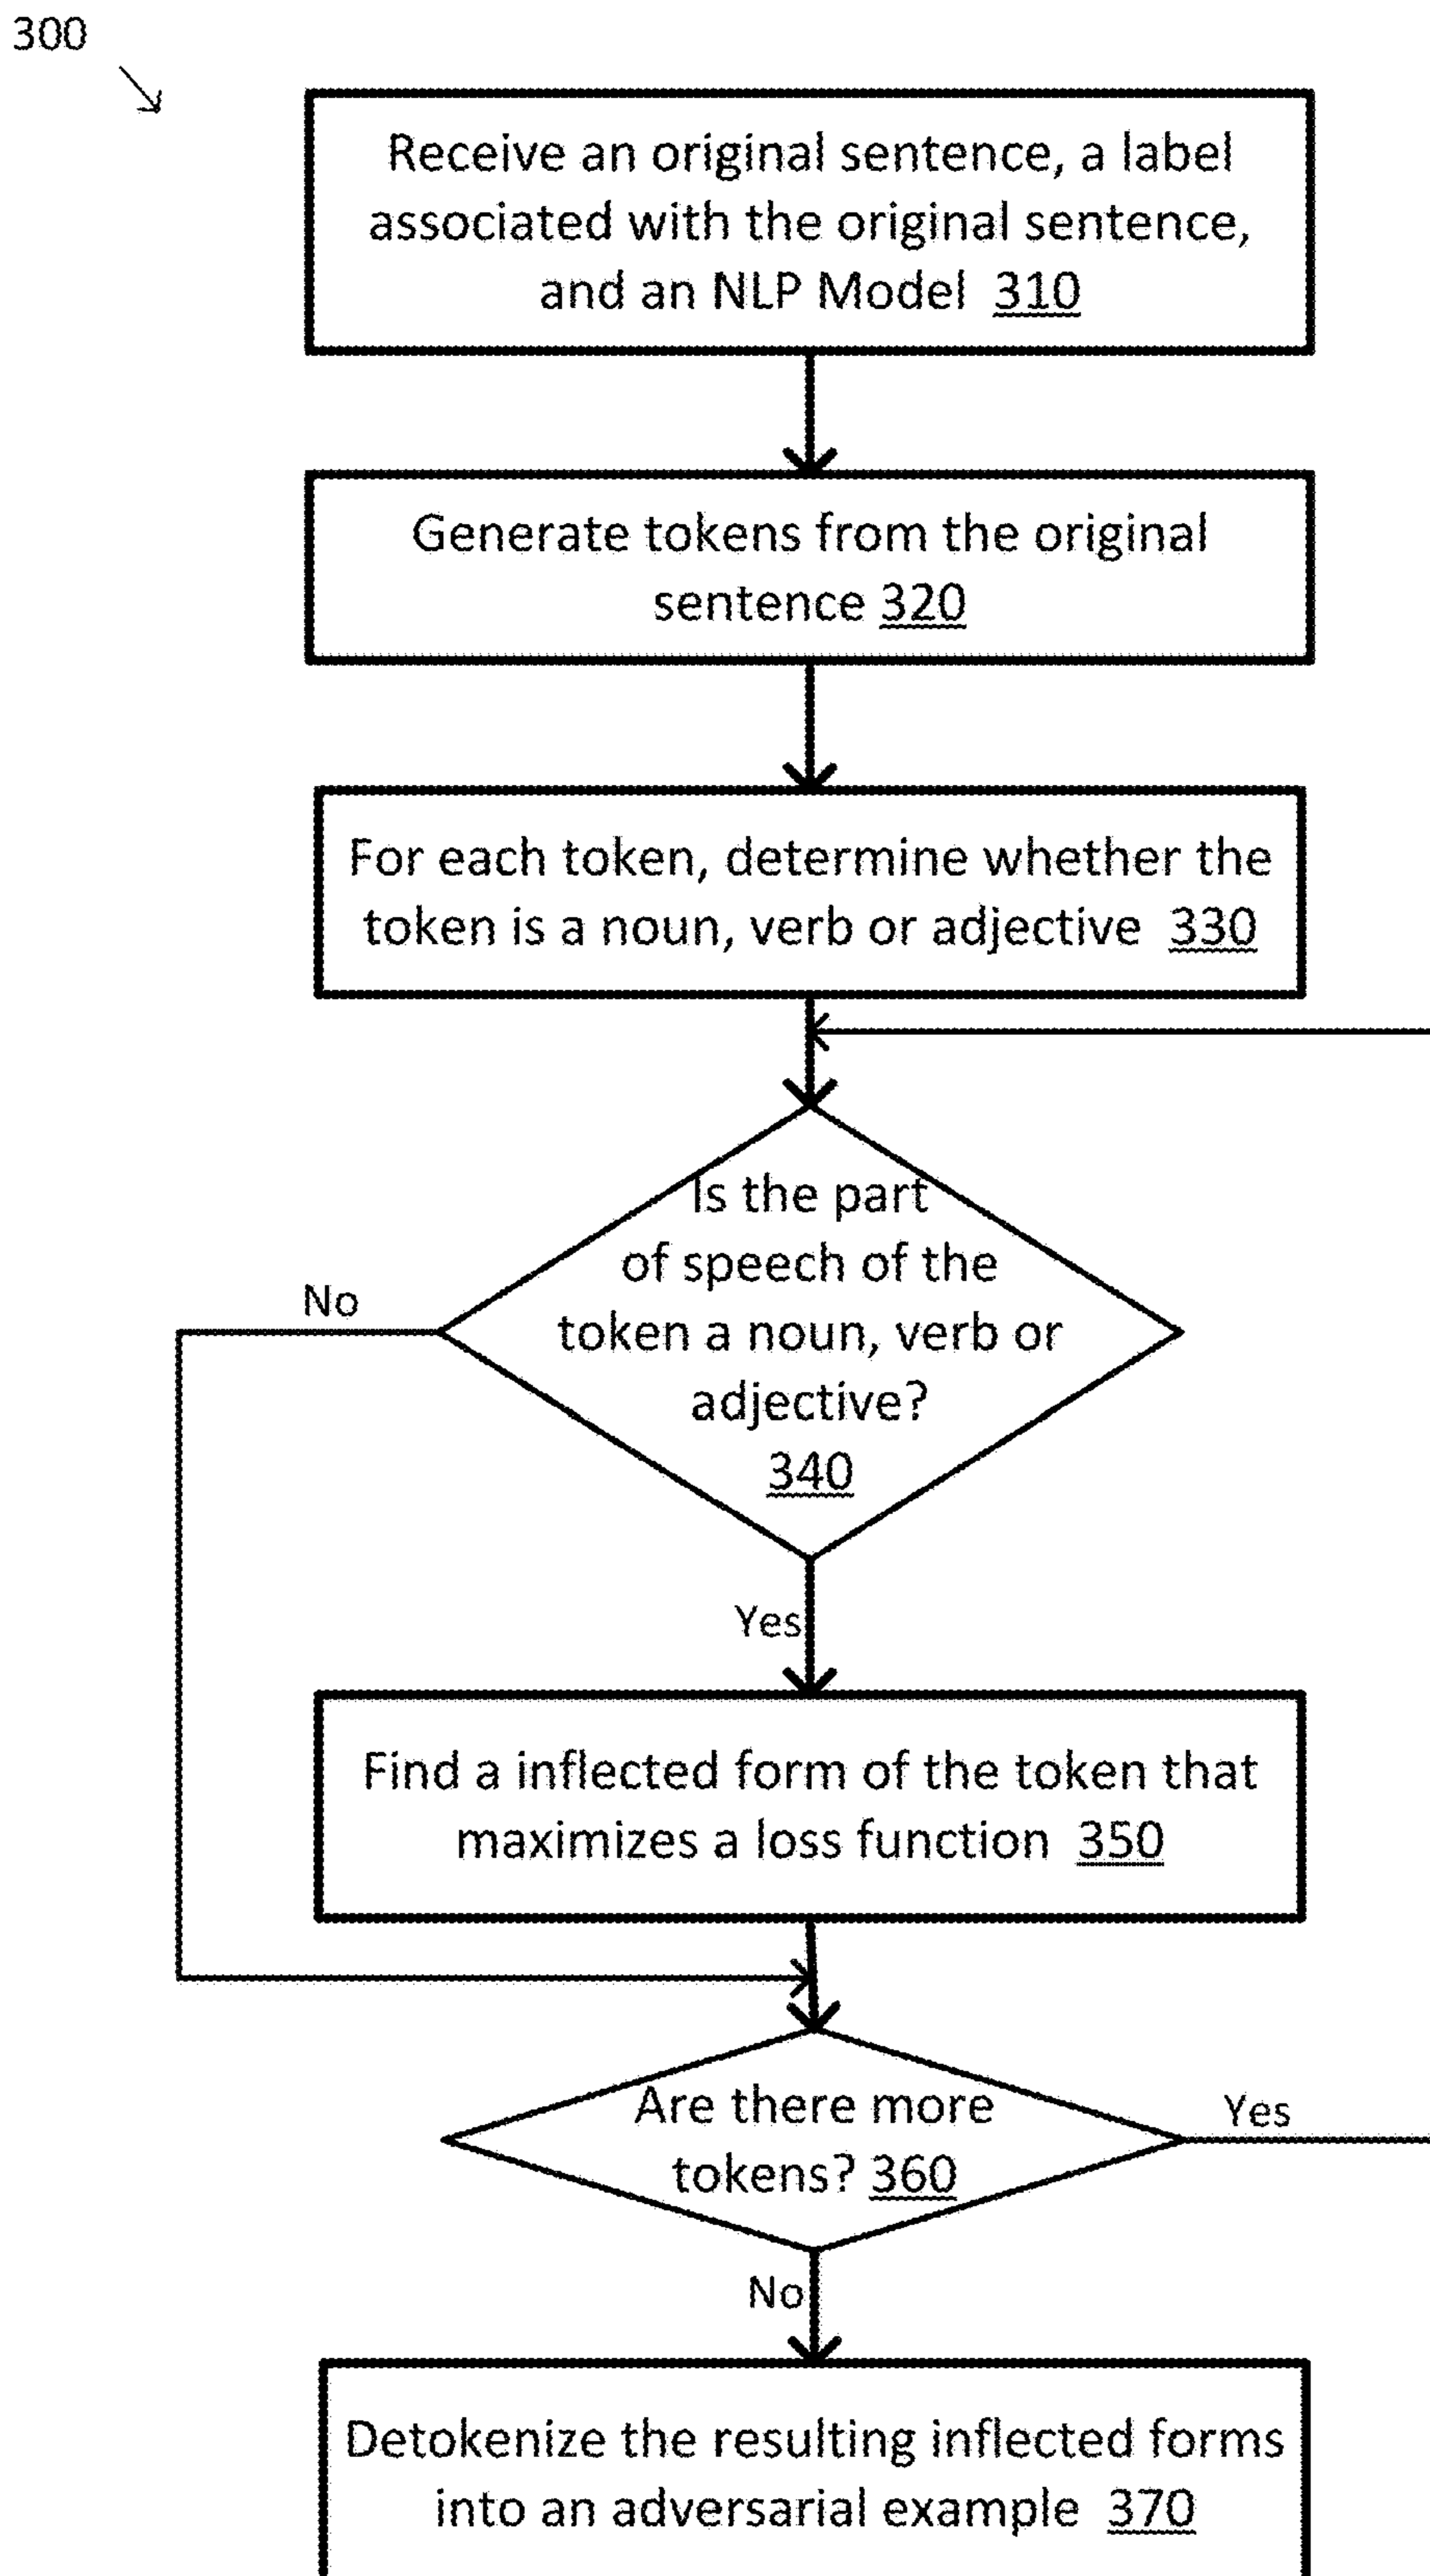 300
Receive an original sentence, a label
associated with the original sentence,
and an NLP Model 310
Generate tokens from the original
sentence 320
For each token, determine whether the
token is a noun, verb or adjective 330
Is the part
of speech of the
token a noun, verb or
adjective?
340
No
Yes
Find a inflected form of the token that
maximizes a loss function 350
Are there more
tokens? 360
Yes
No
Detokenize the resulting inflected forms
into an adversarial example 370